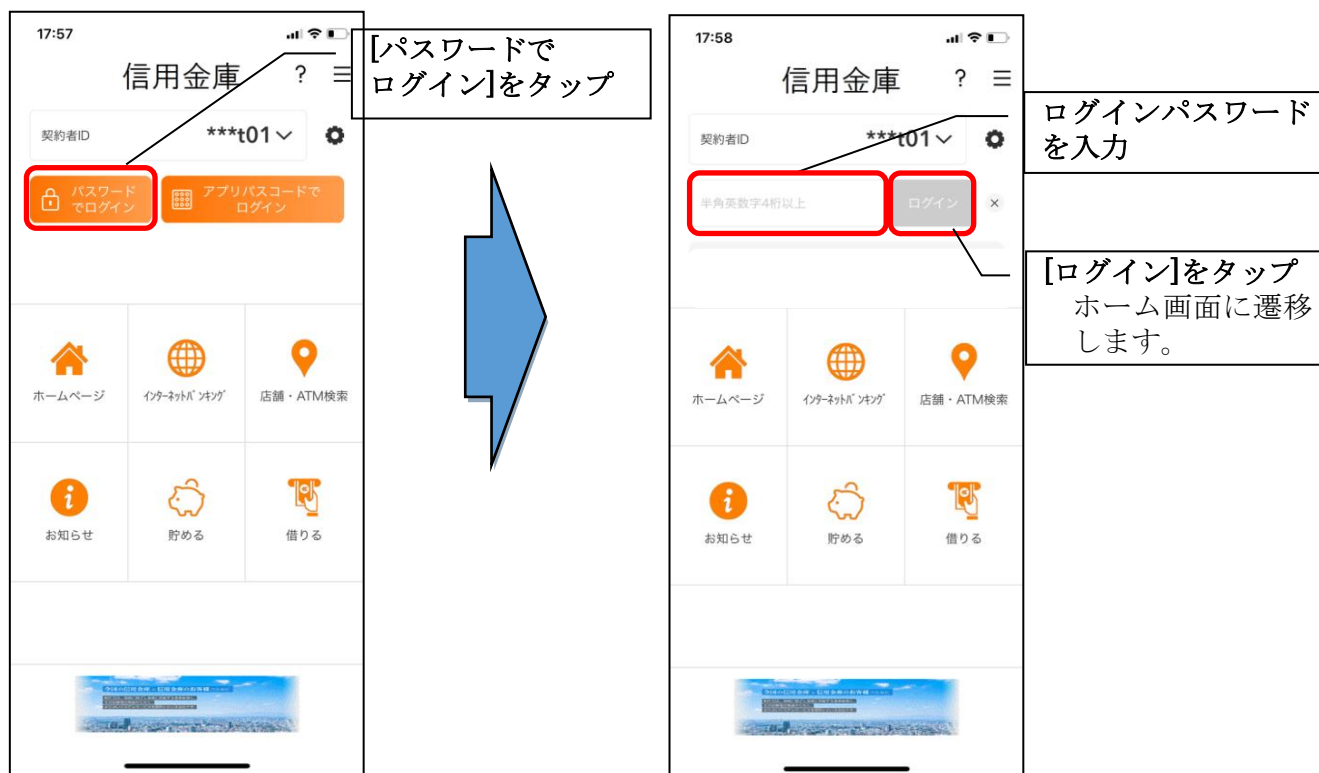 17:57
信用金庫 ?
契約者ID ***t01
パスワード
でログイン
アプリパスコードで
ログイン
ホームページ
ｲﾝﾀｰﾈｯﾄﾊﾞﾝｷﾝｸﾞ
店舗・ATM検索
お知らせ
貯める
借りる
[パスワードで
ログイン]をタップ
17:58
信用金庫 ?
契約者ID ***t01
半角英数字4桁以上
ログイン ×
ホームページ
ｲﾝﾀｰﾈｯﾄﾊﾞﾝｷﾝｸﾞ
店舗・ATM検索
お知らせ
貯める
借りる
ログインパスワード
を入力
[ログイン]をタップ
ホーム画面に遷移
します。